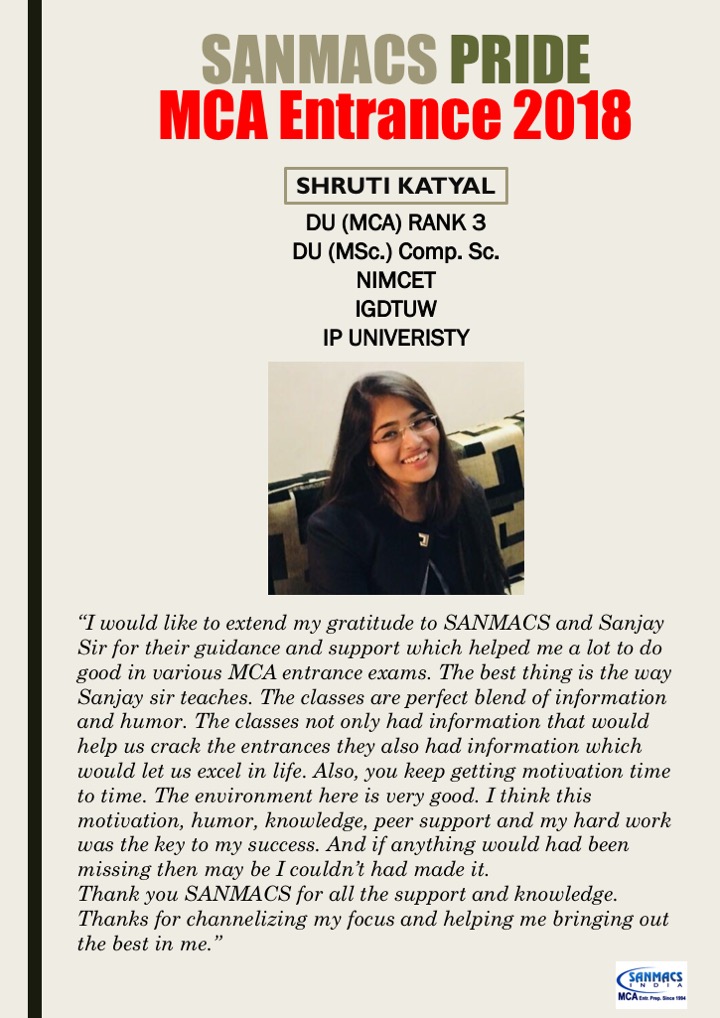 SANMACS PRIDE
MCA Entrance 2018
SHRUTI KATYAL
DU (MCA) RANK 3
DU (MSc.) Comp. Sc.
NIMCET
IGDTUW
IP UNIVERISTY
“I would like to extend my gratitude to SANMACS and Sanjay
Sir for their guidance and support which helped me a lot to do
good in various MCA entrance exams. The best thing is the way
Sanjay sir teaches. The classes are perfect blend of information
and humor. The classes not only had information that would
help us crack the entrances they also had information which
would let us excel in life. Also, you keep getting motivation time
to time. The environment here is very good. I think this
motivation, humor, knowledge, peer support and my hard work
was the key to my success. And if anything would had been
missing then may be I couldn’t had made it.
Thank you SANMACS for all the support and knowledge.
Thanks for channelizing my focus and helping me bringing out
the best in me.”
SANMACS
INDIA
MCA Entr. Prep. Since 1994